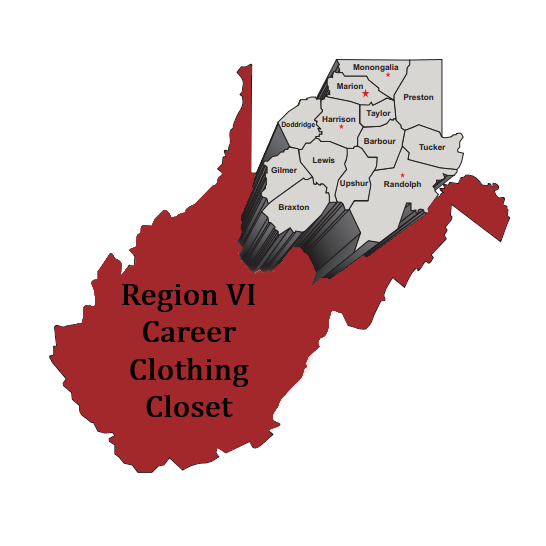 Monongalia
Marion
Preston
Taylor
Harrison
Doddridge
Barbour
Tucker
Lewis
Gilmer
Upshur
Randolph
Braxton
Region VI
Career
Clothing
Closet